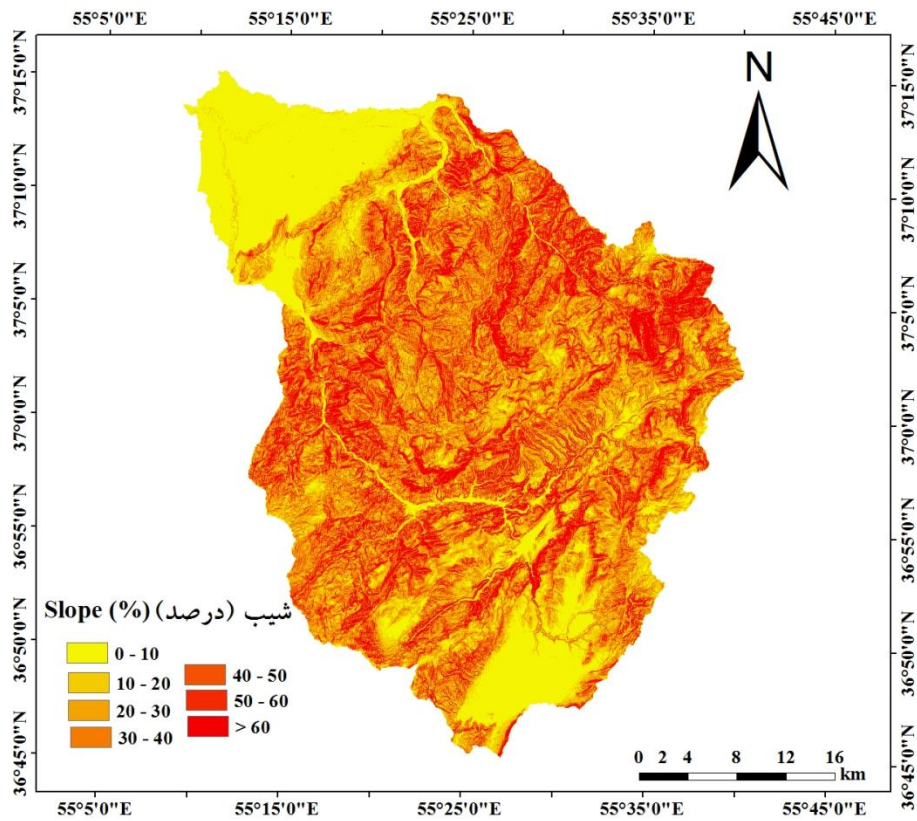 55°5'0"E 55°15'0"E 55°25'0"E 55°35'0"E 55°45'0"E
37°15'0"N 37°15'0"N
N
37°10'0"N 37°10'0"N
37°5'0"N 37°5'0"N
37°0'0"N 37°0'0"N
36°55'0"N 36°55'0"N
36°50'0"N 36°50'0"N
36°45'0"N 36°45'0"N
Slope (%) شیب (درصد)
0 - 10
10 - 20
20 - 30
30 - 40
40 - 50
50 - 60
> 60
0 2 4 8 12 16
km
55°5'0"E 55°15'0"E 55°25'0"E 55°35'0"E 55°45'0"E